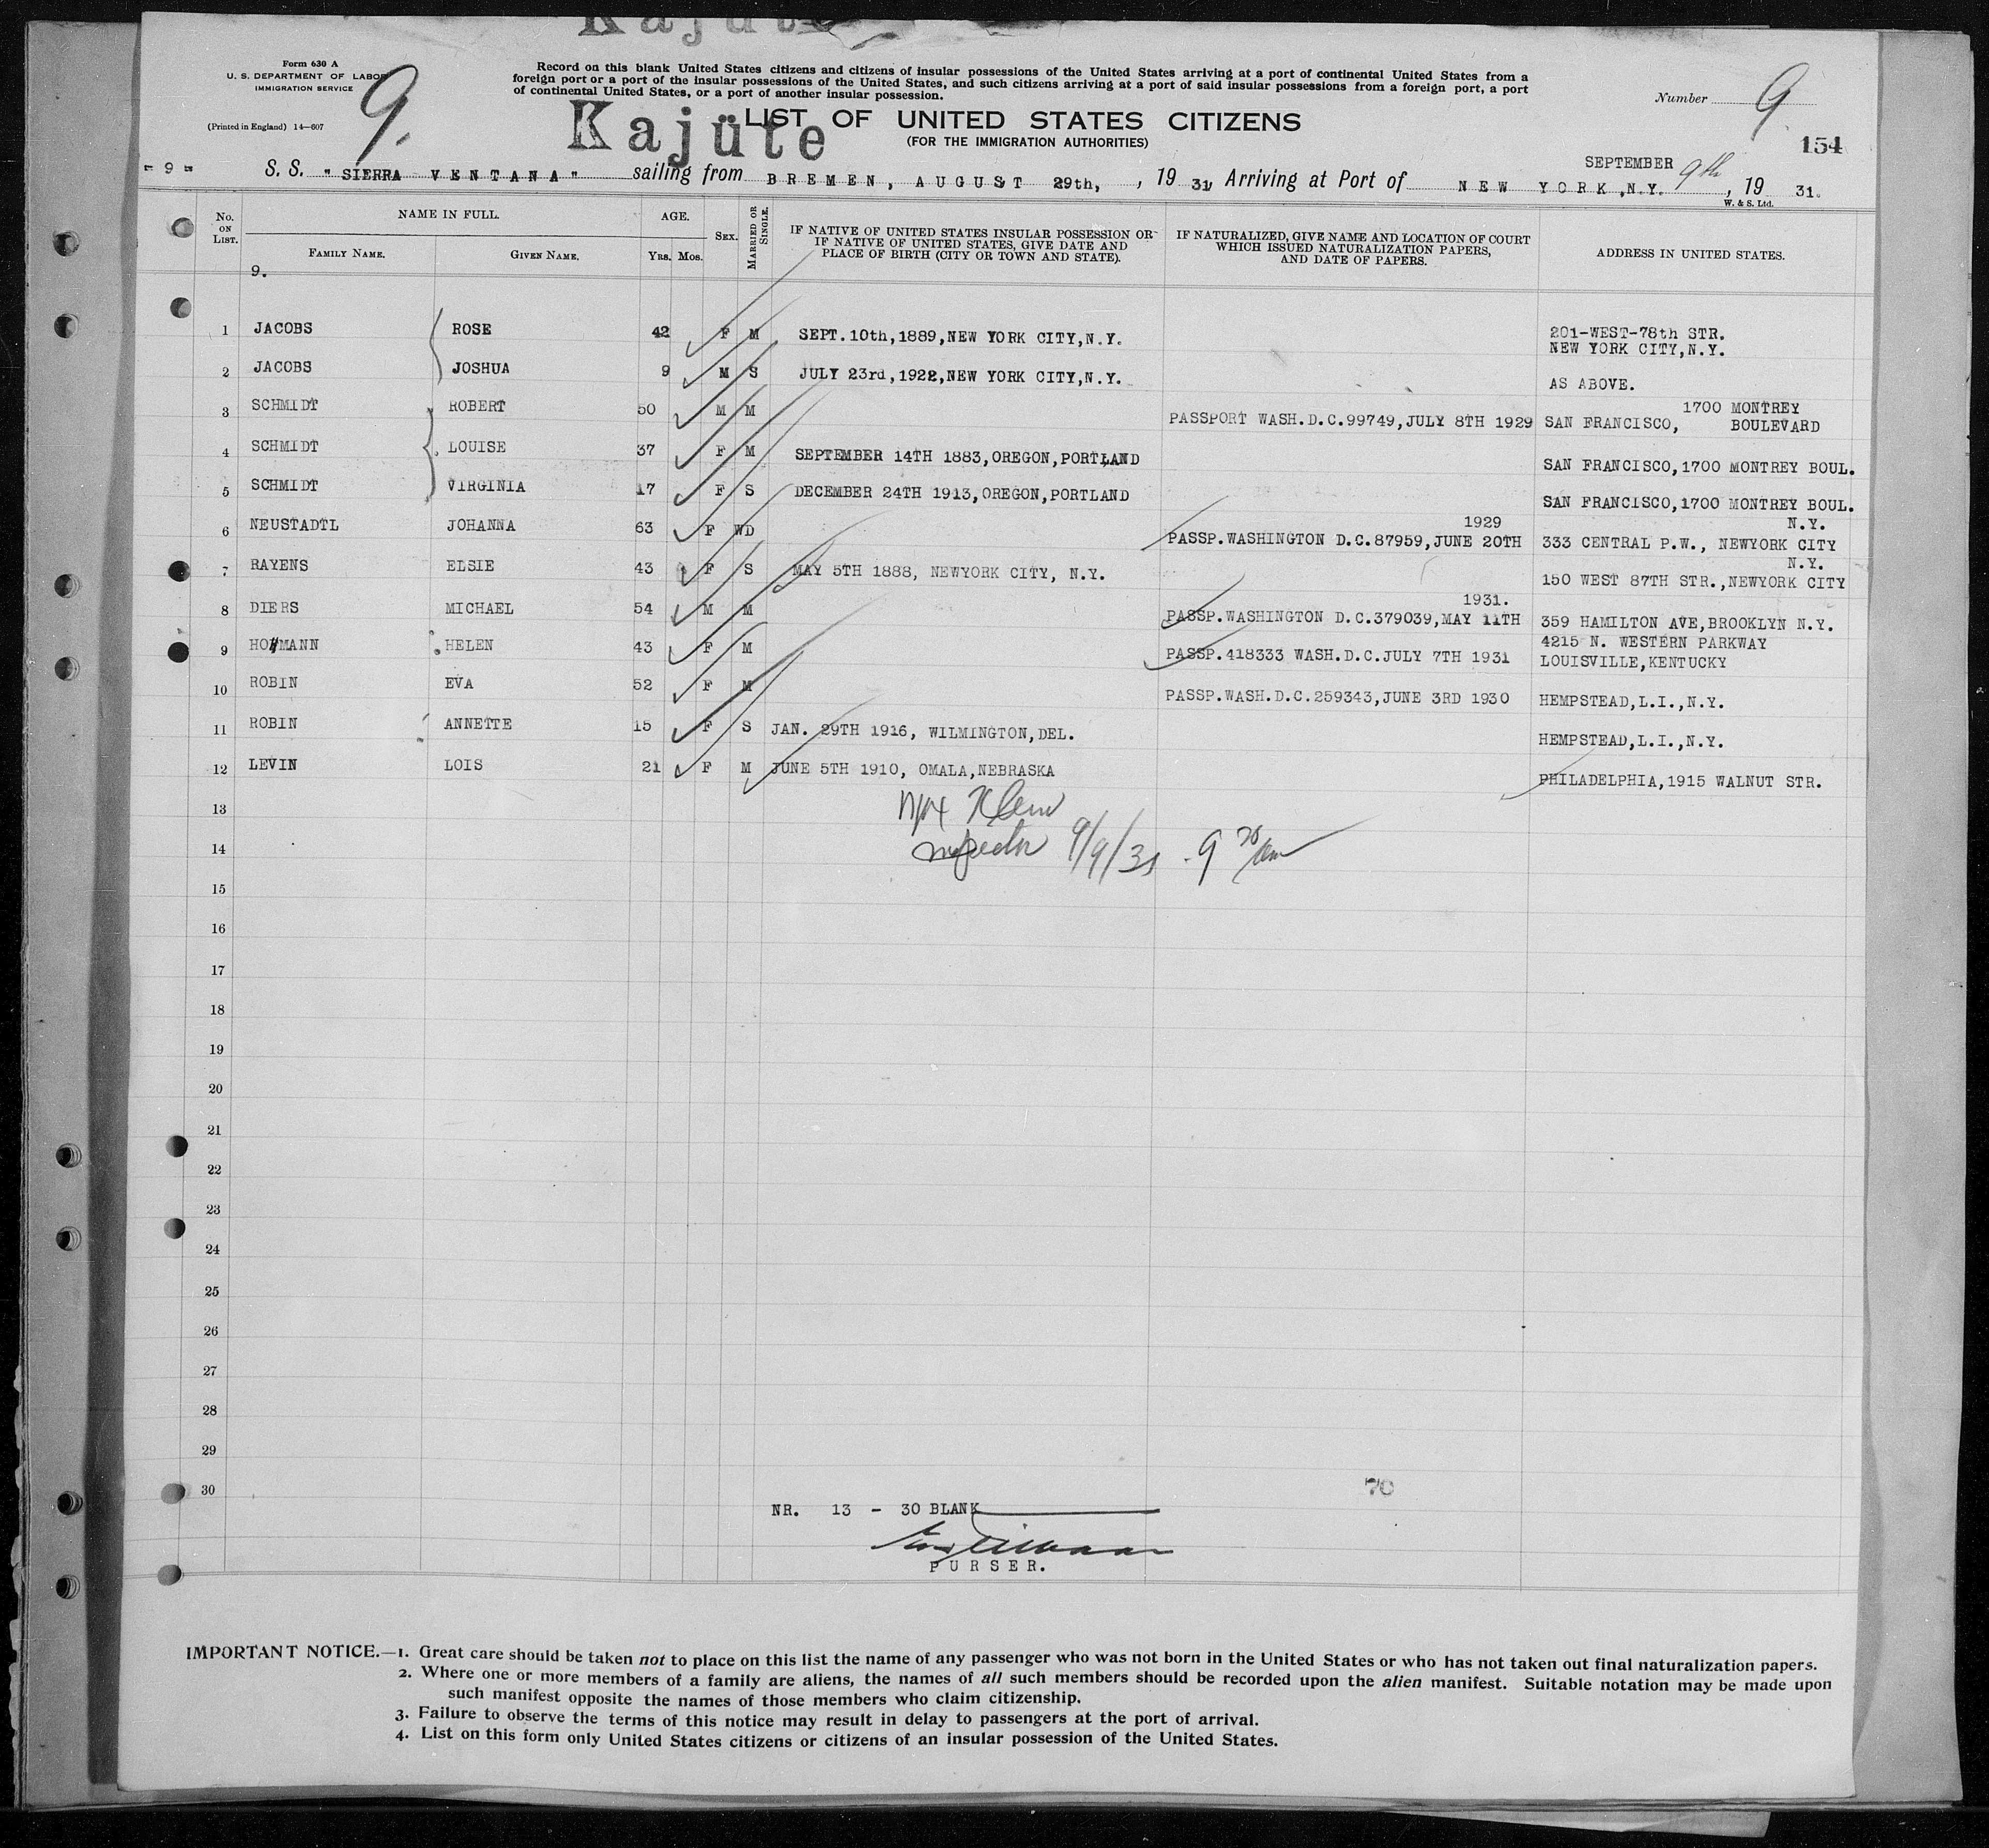 Kajüte
Form 630 A
U. S. DEPARTMENT OF LABOR
IMMIGRATION SERVICE
(Printed in England) 14—607
9.
Record on this blank United States citizens and citizens of insular possessions of the United States arriving at a port of continental United States from a
foreign port or a port of the insular possessions of the United States, and such citizens arriving at a port of said insular possessions from a foreign port, a port
of continental United States, or a port of another insular possession.
Number 9
Kajüte
LIST OF UNITED STATES CITIZENS
(FOR THE IMMIGRATION AUTHORITIES)
154
- 9 -
S. S. "SIERRA VENTANA" sailing from BREMEN, AUGUST 29th, , 19 31, Arriving at Port of NEW YORK, N.Y. SEPTEMBER 9th , 19 31.
W. & S. Ltd.
No. ON LIST. NAME IN FULL. AGE. SEX. MARRIED OR SINGLE. IF NATIVE OF UNITED STATES INSULAR POSSESSION OR IF NATIVE OF UNITED STATES, GIVE DATE AND PLACE OF BIRTH (CITY OR TOWN AND STATE). IF NATURALIZED, GIVE NAME AND LOCATION OF COURT WHICH ISSUED NATURALIZATION PAPERS, AND DATE OF PAPERS. ADDRESS IN UNITED STATES.
FAMILY NAME. GIVEN NAME. YRS. MOS.
9.
1 JACOBS ROSE 42 F M SEPT.10th,1889,NEW YORK CITY,N.Y. 201-WEST-78th STR.
NEW YORK CITY,N.Y.
2 JACOBS JOSHUA 9 M S JULY 23rd,1922,NEW YORK CITY,N.Y. AS ABOVE.
3 SCHMIDT ROBERT 50 M M PASSPORT WASH.D.C.99749,JULY 8TH 1929 SAN FRANCISCO, 1700 MONTREY
BOULEVARD
4 SCHMIDT LOUISE 37 F M SEPTEMBER 14TH 1883,OREGON,PORTLAND SAN FRANCISCO,1700 MONTREY BOUL.
5 SCHMIDT VIRGINIA 17 F S DECEMBER 24TH 1913,OREGON,PORTLAND SAN FRANCISCO,1700 MONTREY BOUL.
1929 N.Y.
6 NEUSTADTL JOHANNA 63 F WD PASSP.WASHINGTON D.C.87959,JUNE 20TH 333 CENTRAL P.W., NEWYORK CITY
N.Y.
7 RAYENS ELSIE 43 F S MAY 5TH 1888, NEWYORK CITY, N.Y. 150 WEST 87TH STR.,NEWYORK CITY
1931.
8 DIERS MICHAEL 54 M M PASSP.WASHINGTON D.C.379039,MAY 11TH 359 HAMILTON AVE,BROOKLYN N.Y.
4215 N. WESTERN PARKWAY
9 HOFMANN HELEN 43 F M PASSP.418333 WASH.D.C.JULY 7TH 1931 LOUISVILLE,KENTUCKY
10 ROBIN EVA 52 F M PASSP.WASH.D.C.259343,JUNE 3RD 1930 HEMPSTEAD,L.I.,N.Y.
11 ROBIN ANNETTE 15 F S JAN. 29TH 1916, WILMINGTON,DEL. HEMPSTEAD,L.I.,N.Y.
12 LEVIN LOIS 21 F M JUNE 5TH 1910, OMALA,NEBRASKA PHILADELPHIA,1915 WALNUT STR.
13
Inspector 9/9/31
14
15
16
17
18
19
20
21
22
23
24
25
26
27
28
29
30
70
NR. 13 - 30 BLANK
PURSER.
IMPORTANT NOTICE.—1. Great care should be taken not to place on this list the name of any passenger who was not born in the United States or who has not taken out final naturalization papers.
2. Where one or more members of a family are aliens, the names of all such members should be recorded upon the alien manifest. Suitable notation may be made upon
such manifest opposite the names of those members who claim citizenship.
3. Failure to observe the terms of this notice may result in delay to passengers at the port of arrival.
4. List on this form only United States citizens or citizens of an insular possession of the United States.